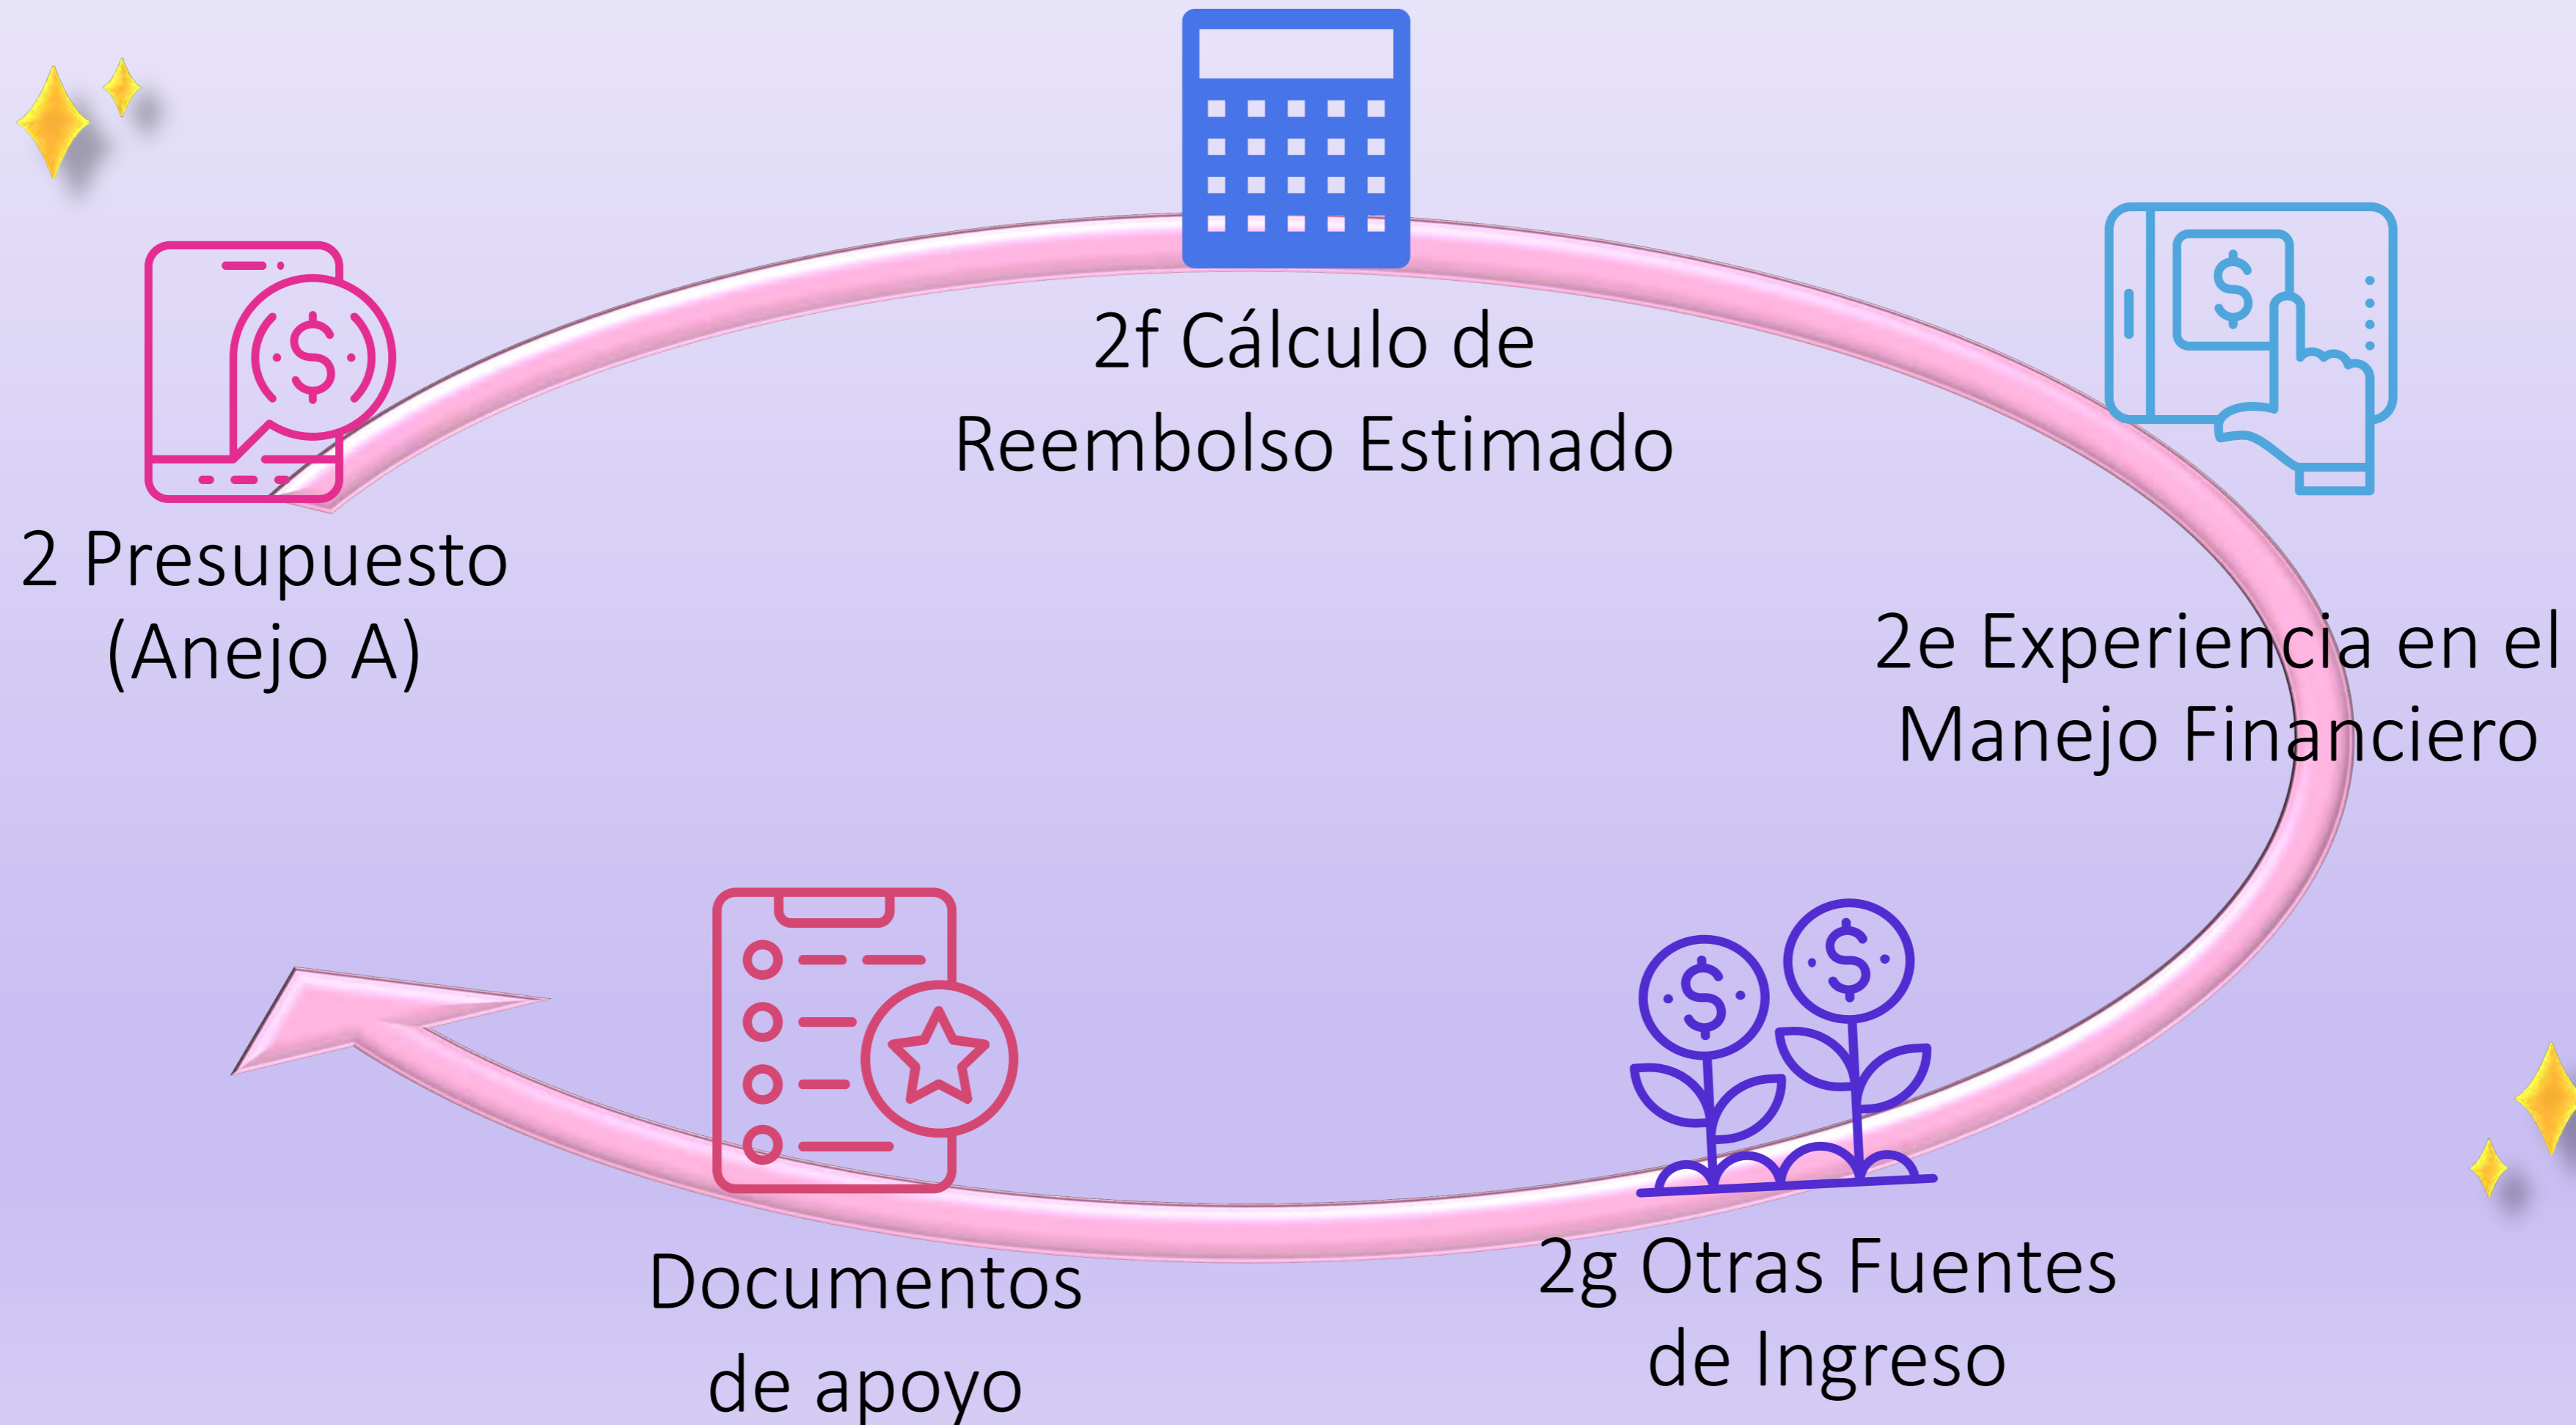 2 Presupuesto
(Anejo A)
2f Cálculo de
Reembolso Estimado
2e Experiencia en el
Manejo Financiero
2g Otras Fuentes
de Ingreso
Documentos
de apoyo